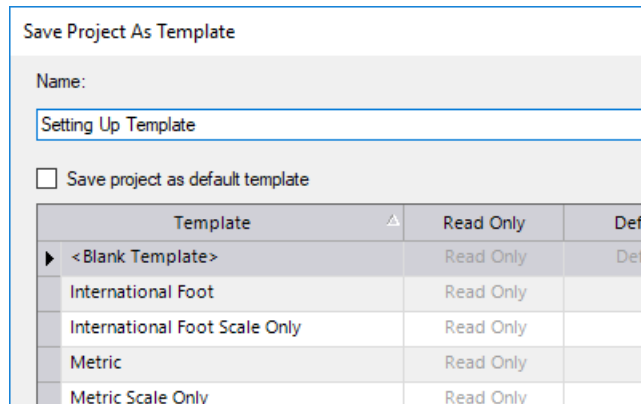 Save Project As Template
Name:
Setting Up Template
Save project as default template
Template Read Only
<Blank Template> Read Only
International Foot Read Only
International Foot Scale Only Read Only
Metric Read Only
Metric Scale Only Read Only